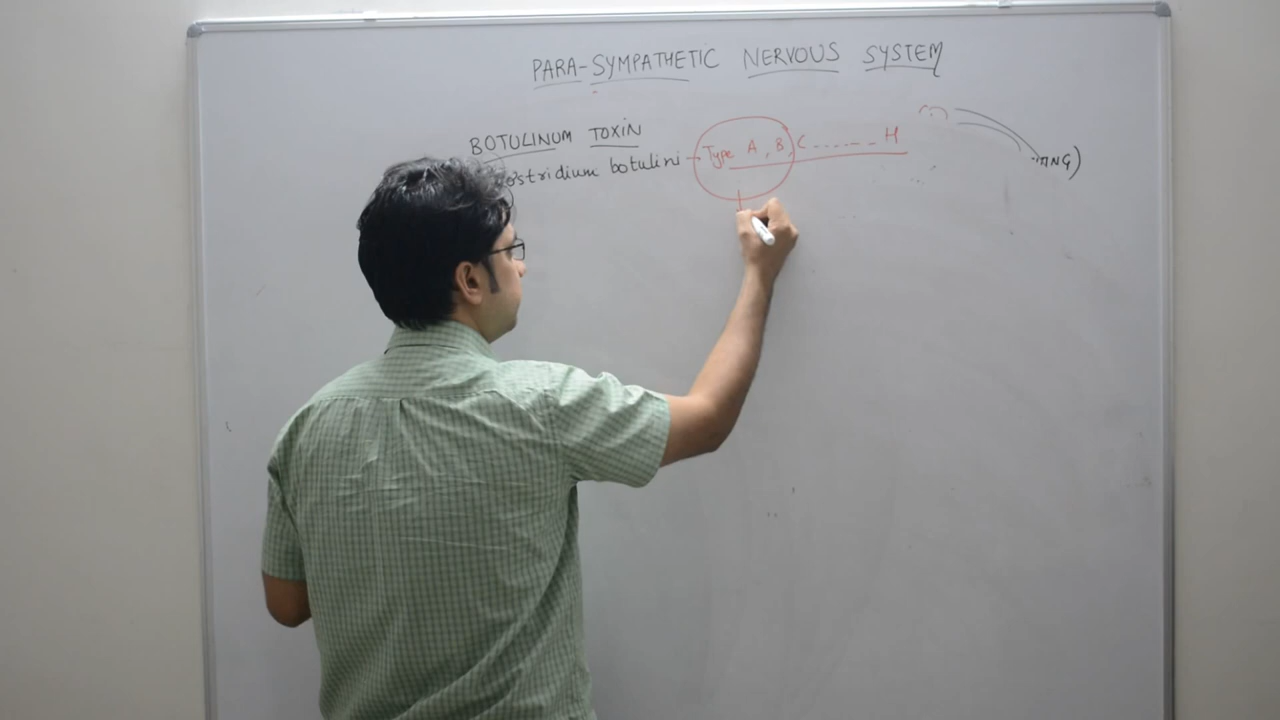 PARA-SYMPATHETIC NERVOUS SYSTEM
BOTULINUM TOXIN
ostridium botulini → Type A, B, C ------ H